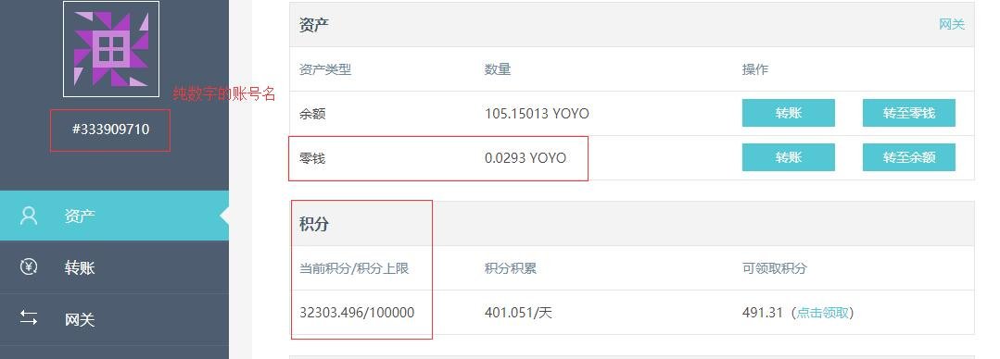 纯数字的账号名
#333909710
资产
转账
网关
资产 网关
资产类型 数量 操作
余额 105.15013 YOYO 转账 转至零钱
零钱 0.0293 YOYO 转账 转至余额
积分
当前积分/积分上限 积分积累 可领取积分
32303.496/100000 401.051/天 491.31（点击领取）